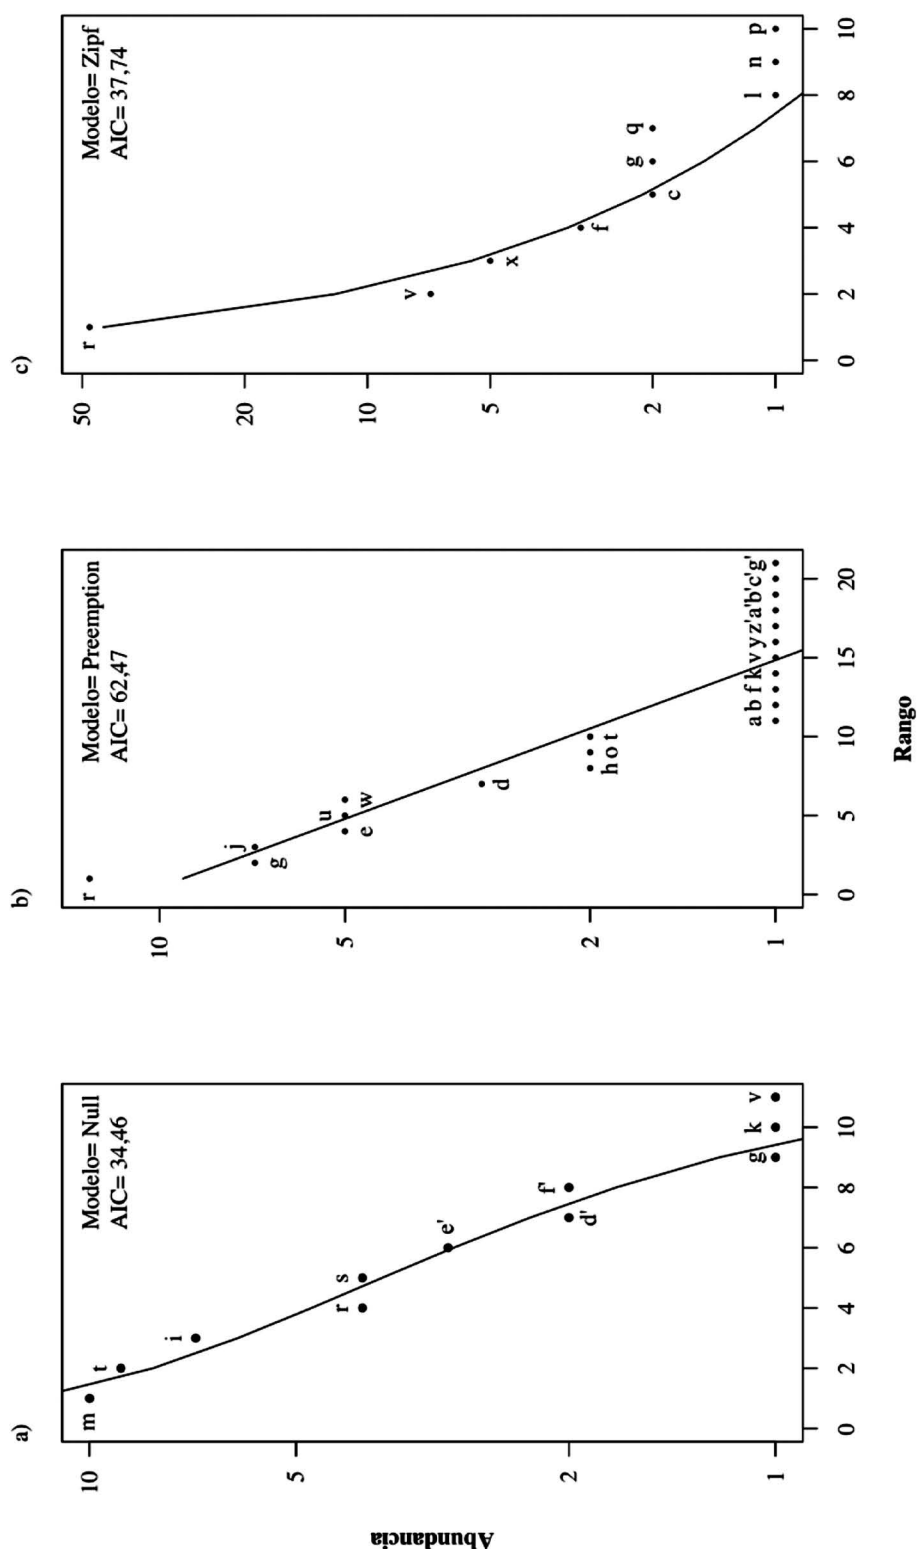 a)
Modelo= Null
AIC= 34,46
m
t
i
r
s
e'
d'
f'
g
k
v
10
5
2
1
0
2
4
6
8
10
b)
Modelo= Preemption
AIC= 62,47
r
g
j
e
u
w
d
h o t
a b f k v y z' a' b' c' g'
10
5
2
1
0
5
10
15
20
c)
Modelo= Zipf
AIC= 37,74
r
v
x
f
c
g
q
l
n
p
50
20
10
5
2
1
0
2
4
6
8
10
Abundancia
Rango